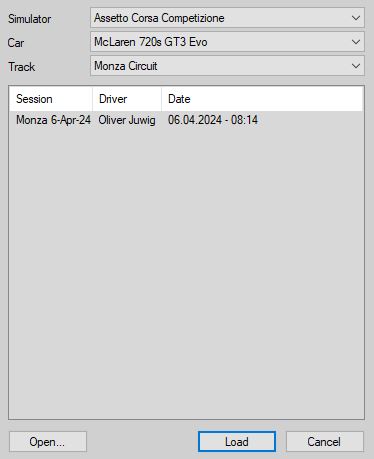 Simulator Assetto Corsa Competizione
Car McLaren 720s GT3 Evo
Track Monza Circuit
Session Driver Date
Monza 6-Apr-24 Oliver Juwig 06.04.2024 - 08:14
Open... Load Cancel